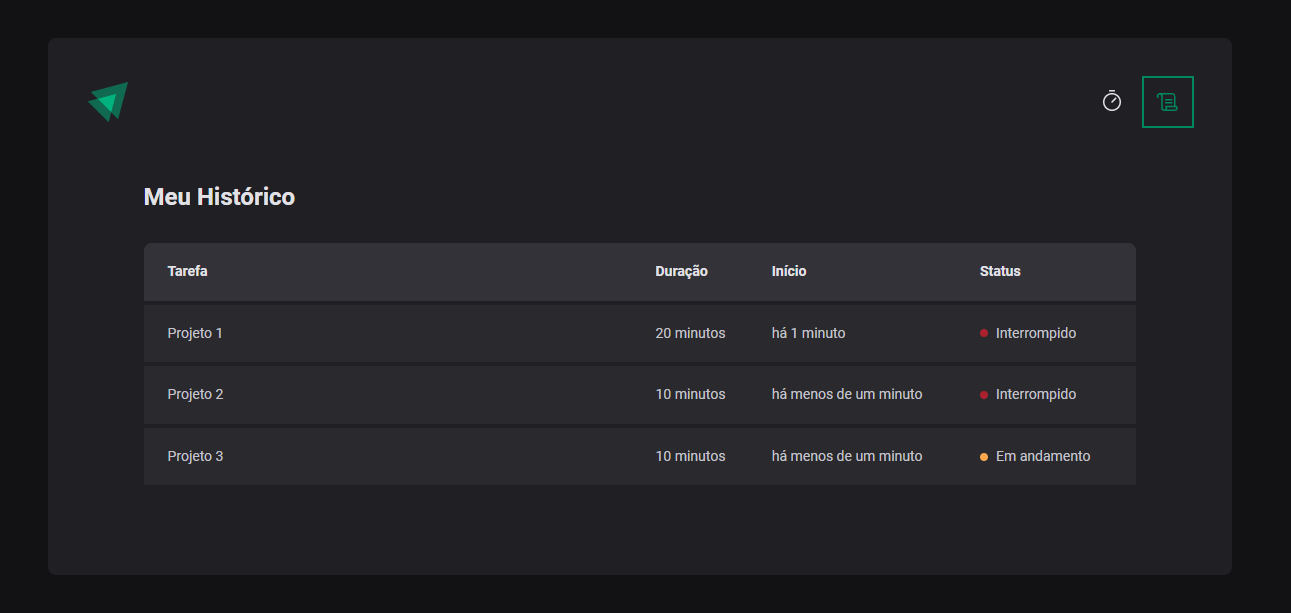 Meu Histórico
Tarefa Duração Início Status
Projeto 1 20 minutos há 1 minuto Interrompido
Projeto 2 10 minutos há menos de um minuto Interrompido
Projeto 3 10 minutos há menos de um minuto Em andamento